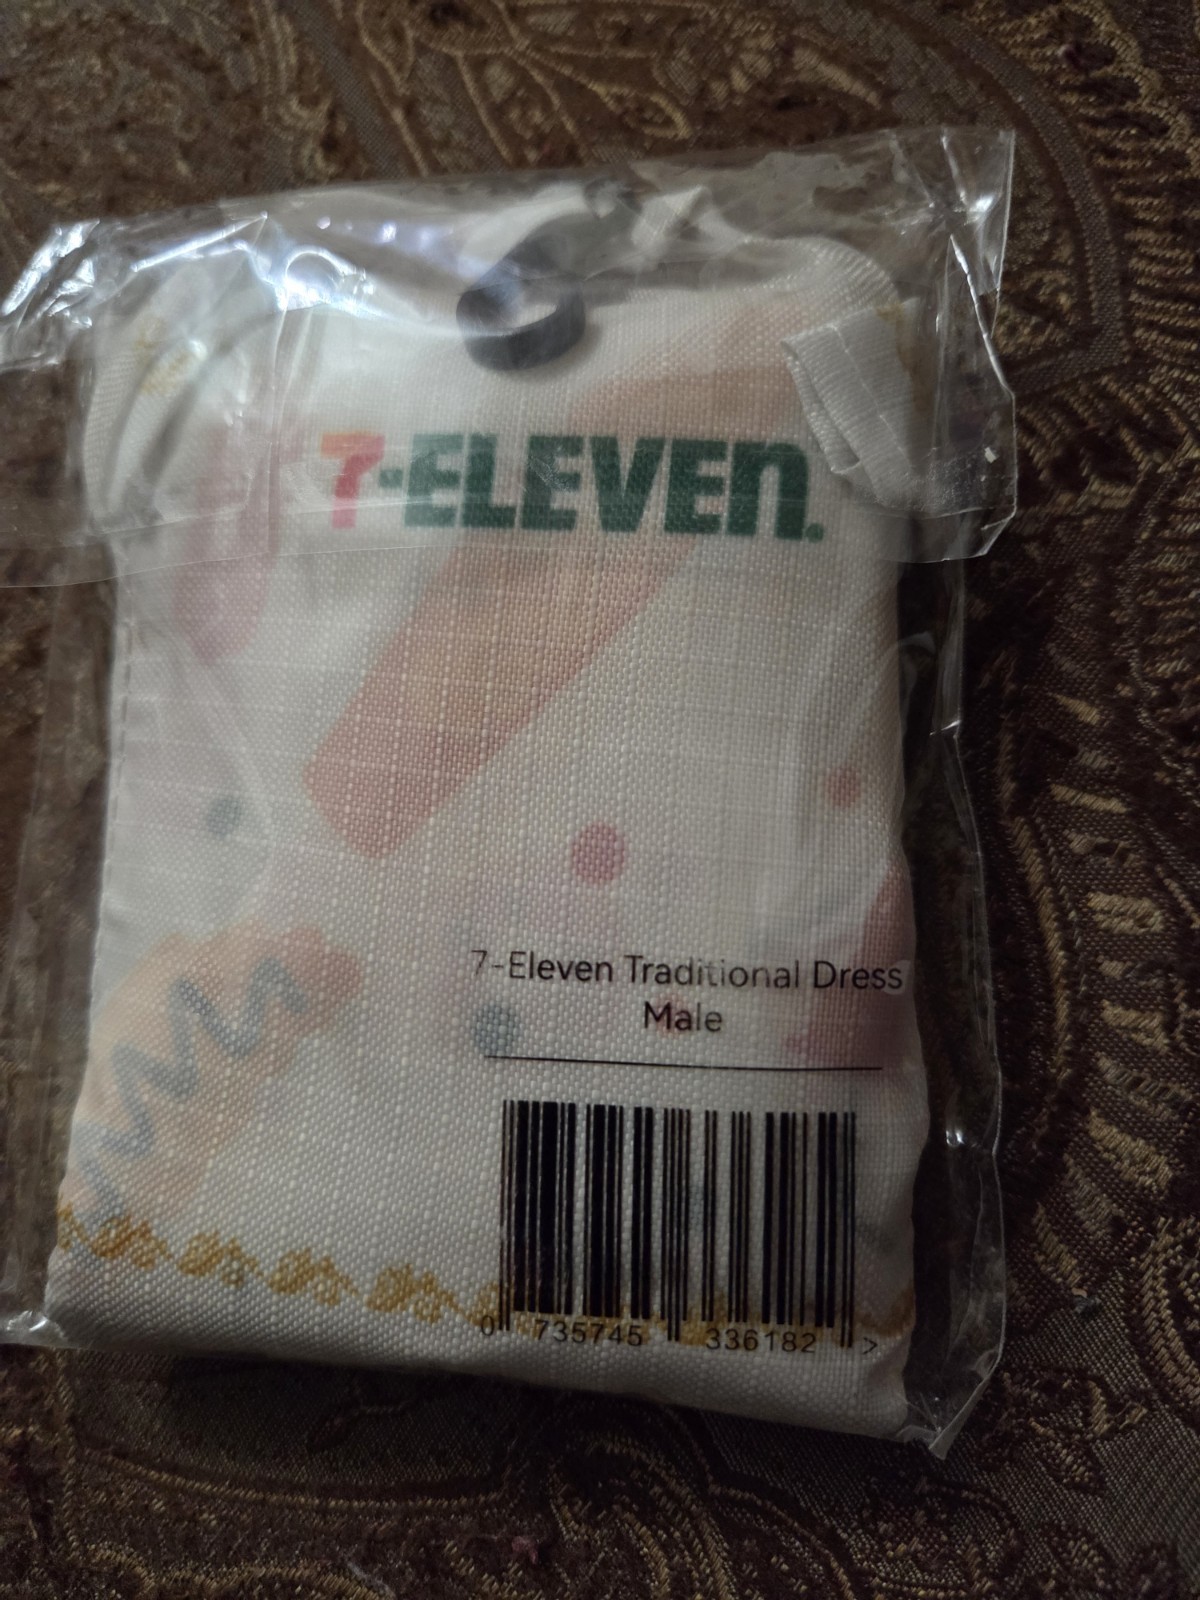 7-ELEVEN.
7-Eleven Traditional Dress
Male
0 735745 336182 >